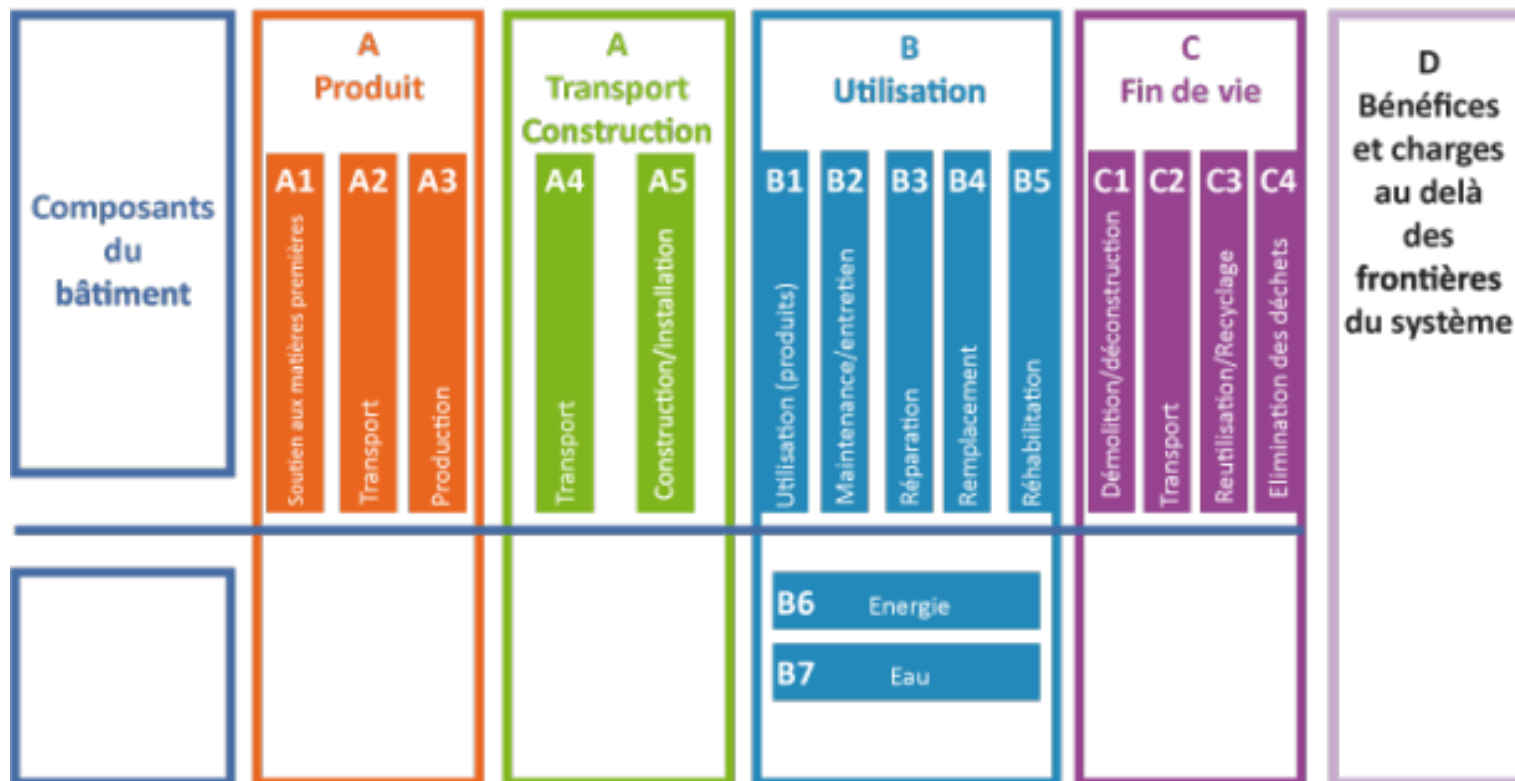 Composants
du
bâtiment
A
Produit
A1
Soutien aux matières premières
A2
Transport
A3
Production
A
Transport
Construction
A4
Transport
A5
Construction/installation
B
Utilisation
B1
Utilisation (produits)
B2
Maintenance/entretien
B3
Réparation
B4
Remplacement
B5
Réhabilitation
B6 Energie
B7 Eau
C
Fin de vie
C1
Démolition/déconstruction
C2
Transport
C3
Reutilisation/Recyclage
C4
Elimination des déchets
D
Bénéfices
et charges
au delà
des
frontières
du système